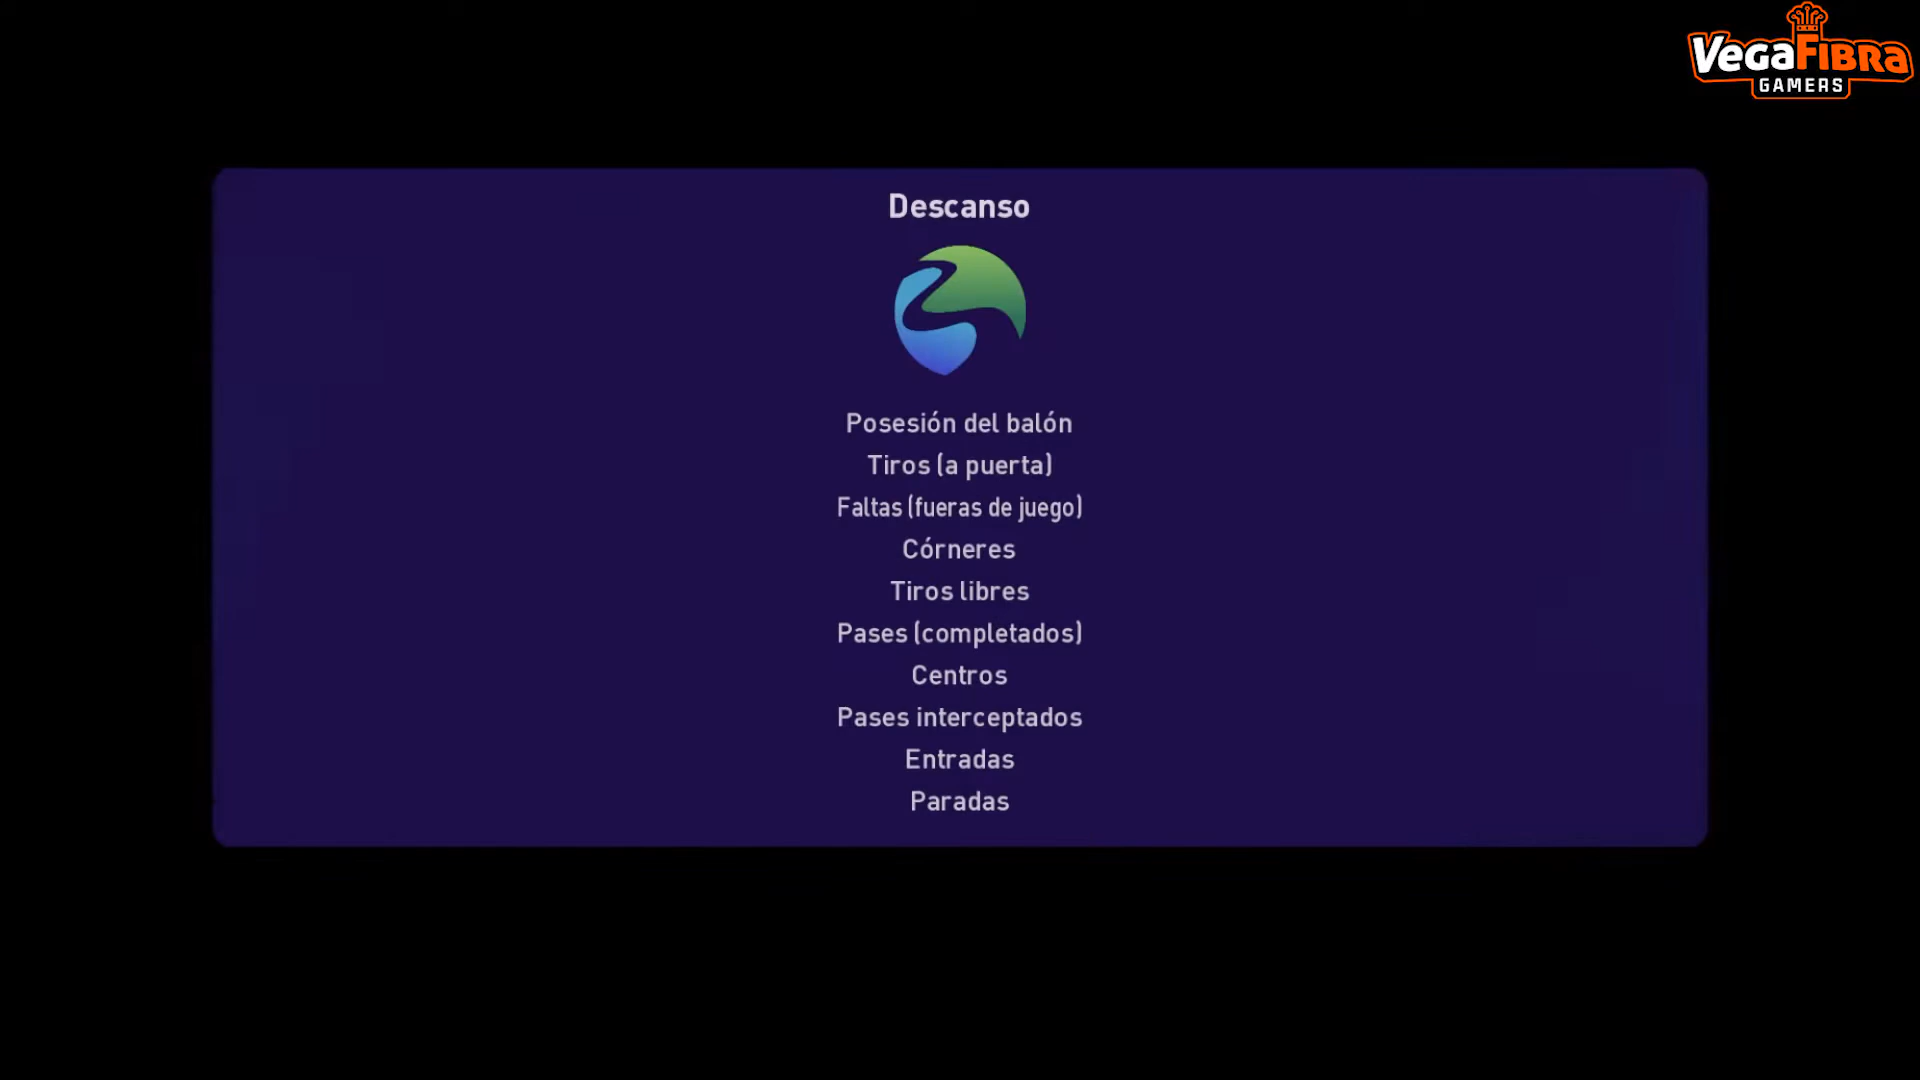 VegaFibra
GAMERS
Descanso
Posesión del balón
Tiros (a puerta)
Faltas (fueras de juego)
Córneres
Tiros libres
Pases (completados)
Centros
Pases interceptados
Entradas
Paradas